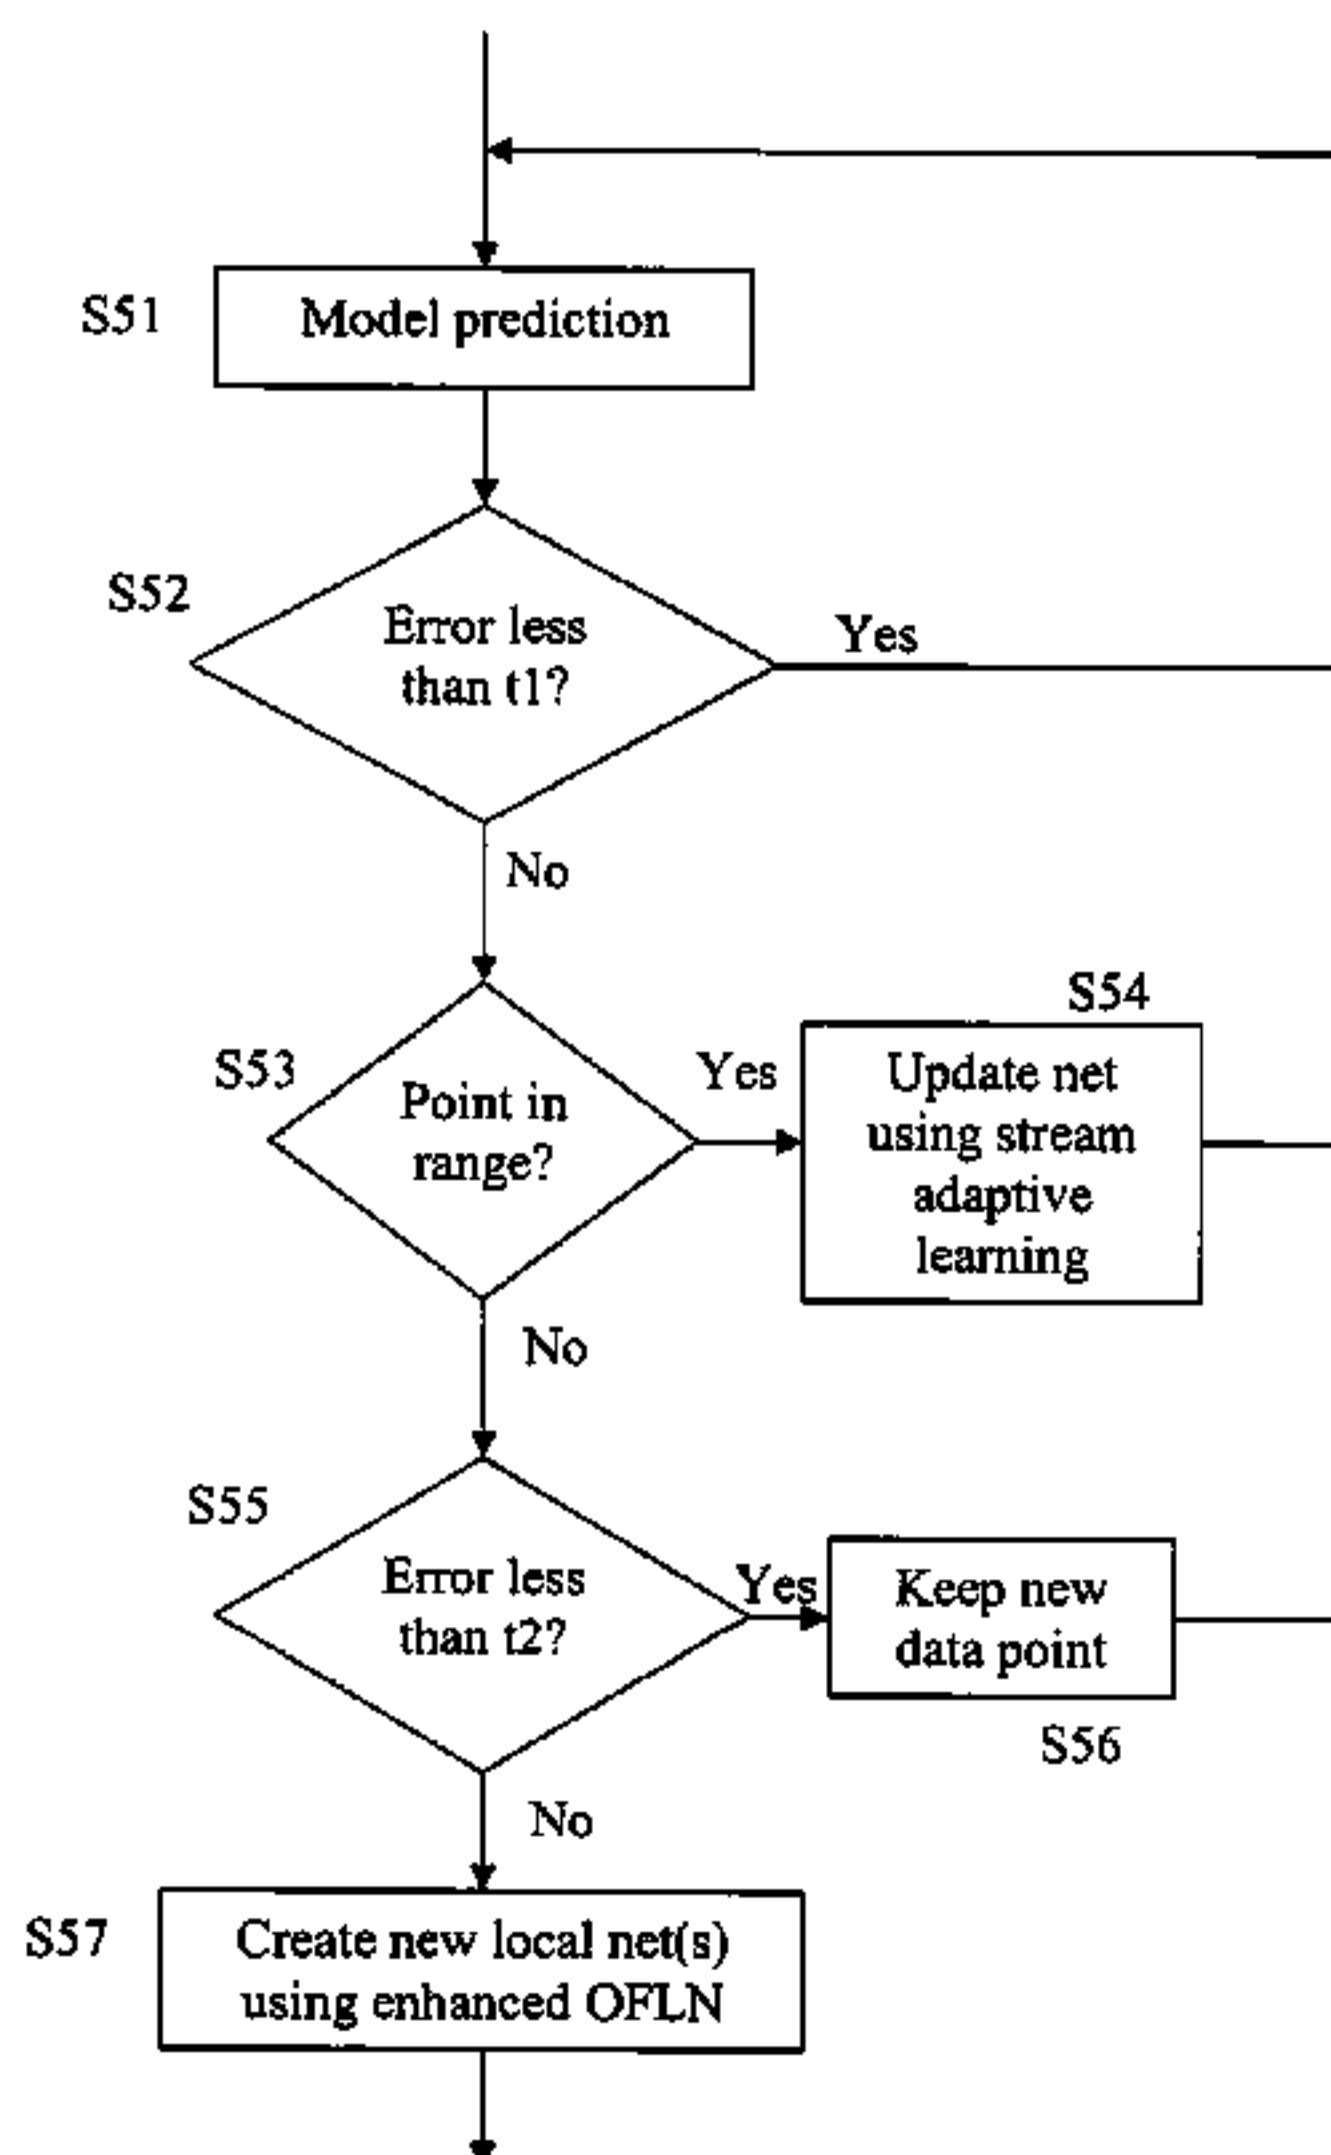 S51
Model prediction
S52
Error less
than t1?
Yes
No
S53
Point in
range?
Yes
S54
Update net
using stream
adaptive
learning
No
S55
Error less
than t2?
Yes
Keep new
data point
S56
No
S57
Create new local net(s)
using enhanced OFLN